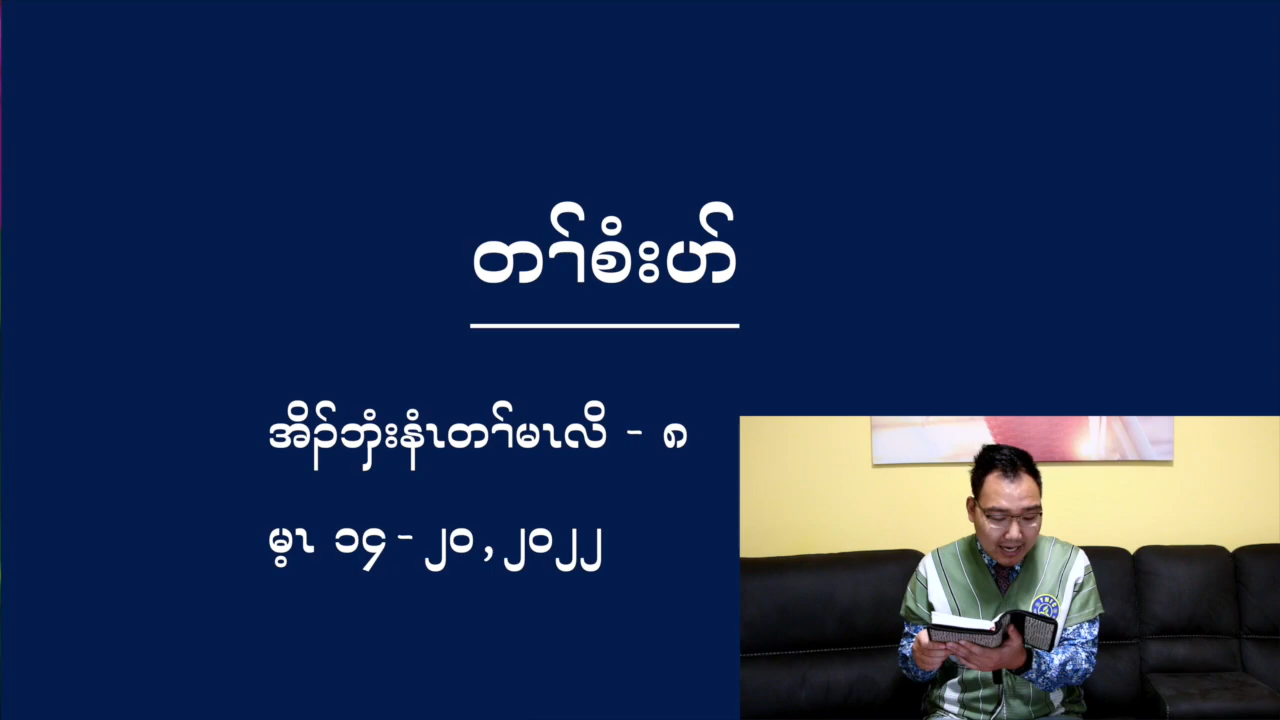 တၢ်စံးဟ်
အိၣ်ဘှံးနံၤတၢ်မၤလိ - ၈
မ့ၤ ၁၄ - ၂၀ , ၂၀၂၂